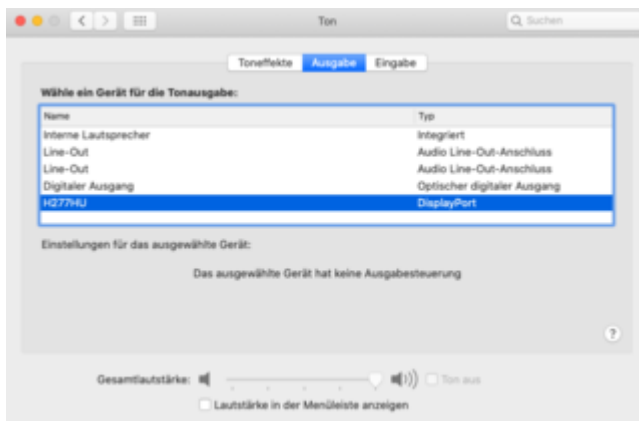 Ton
Suchen
Toneffekte Ausgabe Eingabe
Wähle ein Gerät für die Tonausgabe:
Name Typ
Interne Lautsprecher Integriert
Line-Out Audio Line-Out-Anschluss
Line-Out Audio Line-Out-Anschluss
Digitaler Ausgang Optischer digitaler Ausgang
H277HU DisplayPort
Einstellungen für das ausgewählte Gerät:
Das ausgewählte Gerät hat keine Ausgabesteuerung
?
Gesamtlautstärke: Ton aus
Lautstärke in der Menüleiste anzeigen